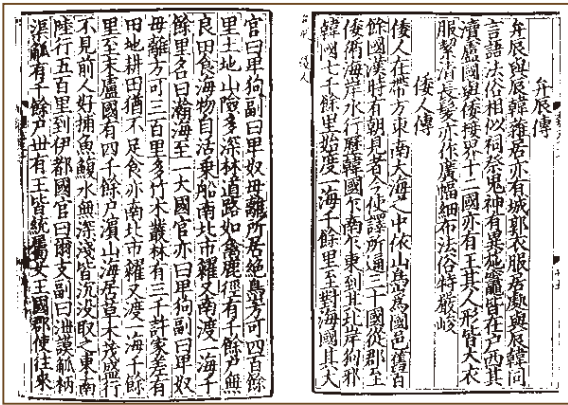 弁辰傳
弁辰與辰韓雜居亦有城郭衣服居處與辰韓同
言語法俗相似祠祭鬼神有異施竈皆在戶西其
瀆盧國與倭接界十二國亦有王其人形皆大衣
服絜清長髮亦作廣幅細布法俗特嚴峻
倭人傳
倭人在帶方東南大海之中依山㠀爲國邑舊百
餘國漢時有朝見者今使譯所通三十國從郡至
倭循海岸水行歷韓國乍南乍東到其北岸狗邪
韓國七千餘里始度一海千餘里至對海國其大
官曰卑狗副曰卑奴母離所居絕㠀方可四百餘
里土地山險多深林道路如禽鹿徑有千餘戶無
良田食海物自活乗船南北市糴又南渡一海千
餘里名曰瀚海至一大國官亦曰卑狗副曰卑奴
母離方可三百里多竹木叢林有三千許家差有
田地耕田猶不足食亦南北市糴又渡一海千餘
里至末盧國有四千餘戶濱山海居草木茂盛行
不見前人好捕魚鰒水無深淺皆沈沒取之東南
陸行五百里到伊都國官曰爾支副曰泄謨觚柄
渠觚有千餘戶丗有王皆統屬女王國郡使往來